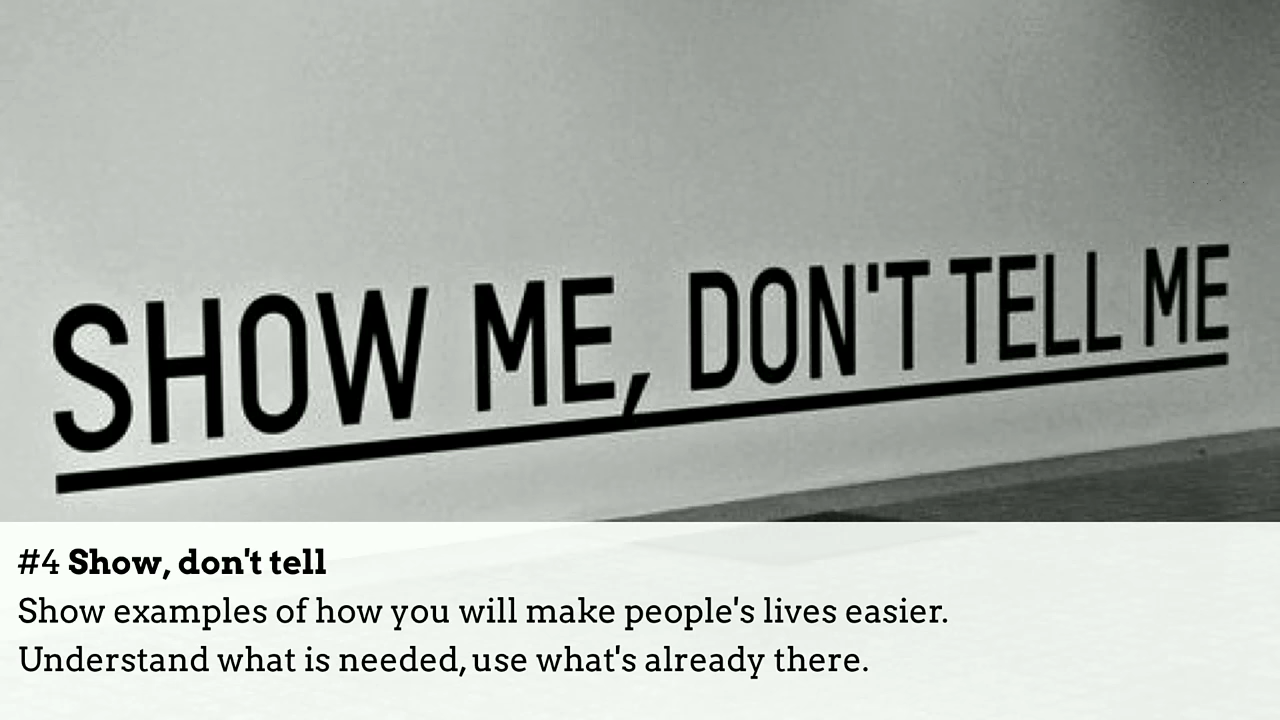 SHOW ME, DON'T TELL ME
#4 Show, don't tell
Show examples of how you will make people's lives easier.
Understand what is needed, use what's already there.